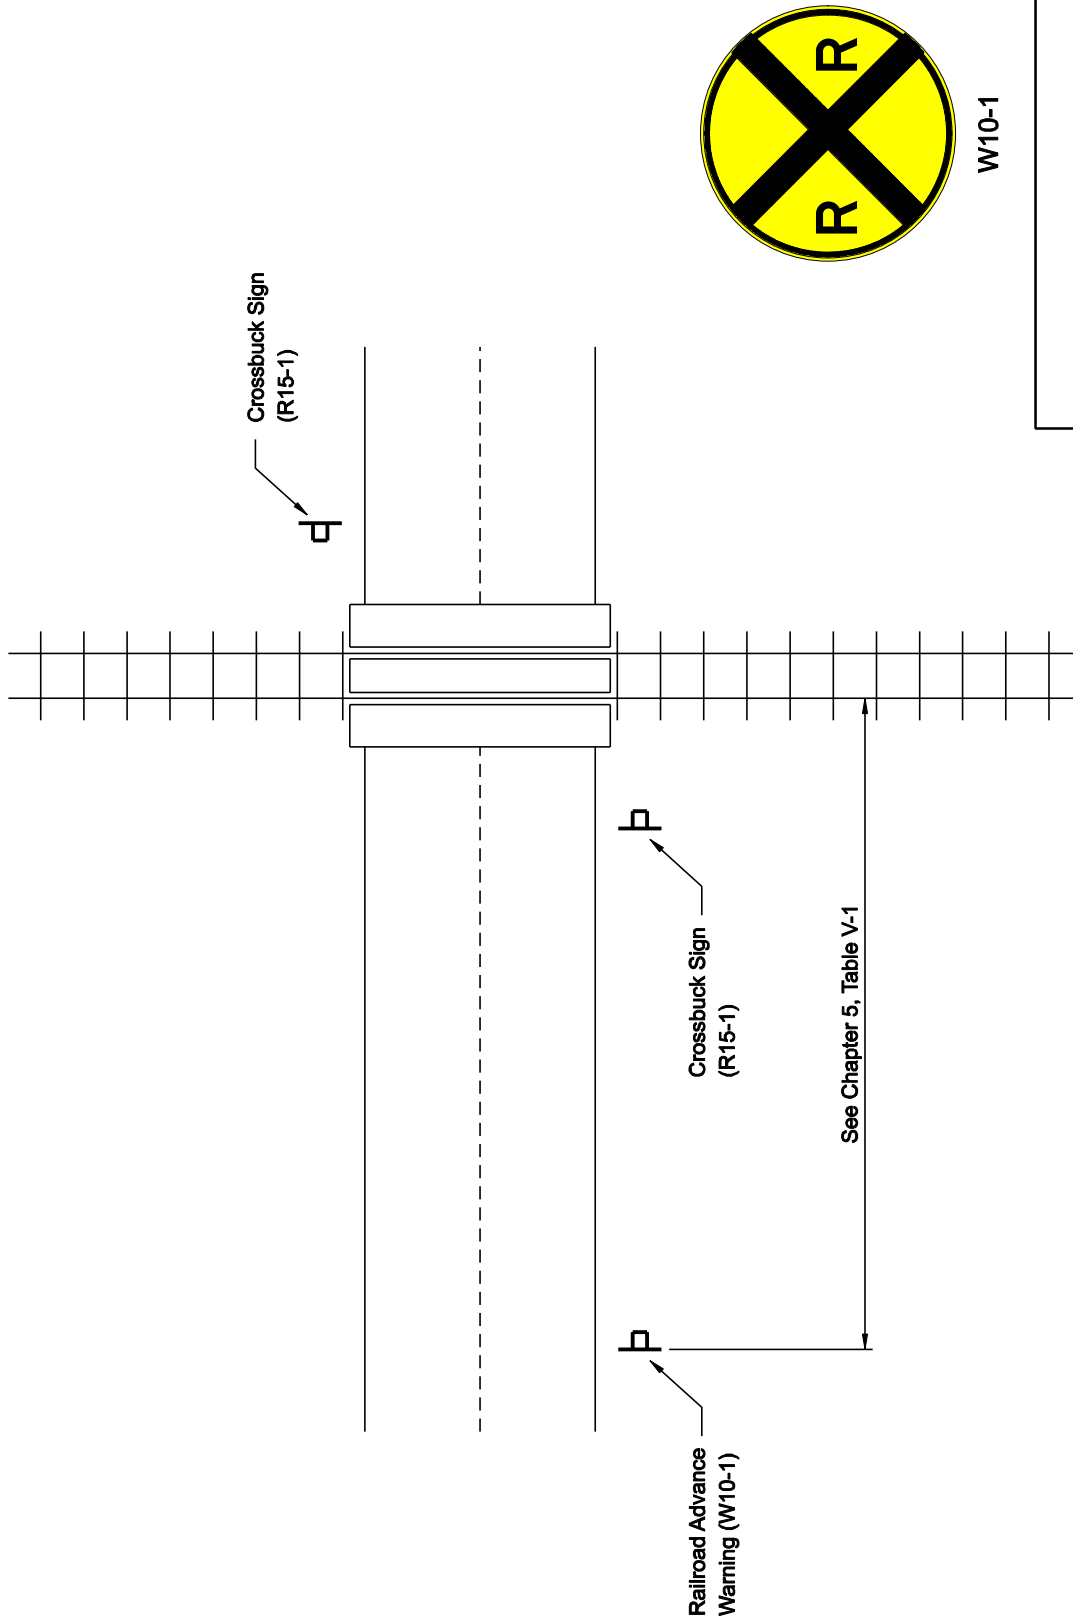 Crossbuck Sign
(R15-1)
R R
W10-1
Crossbuck Sign
(R15-1)
See Chapter 5, Table V-1
Railroad Advance
Warning (W10-1)